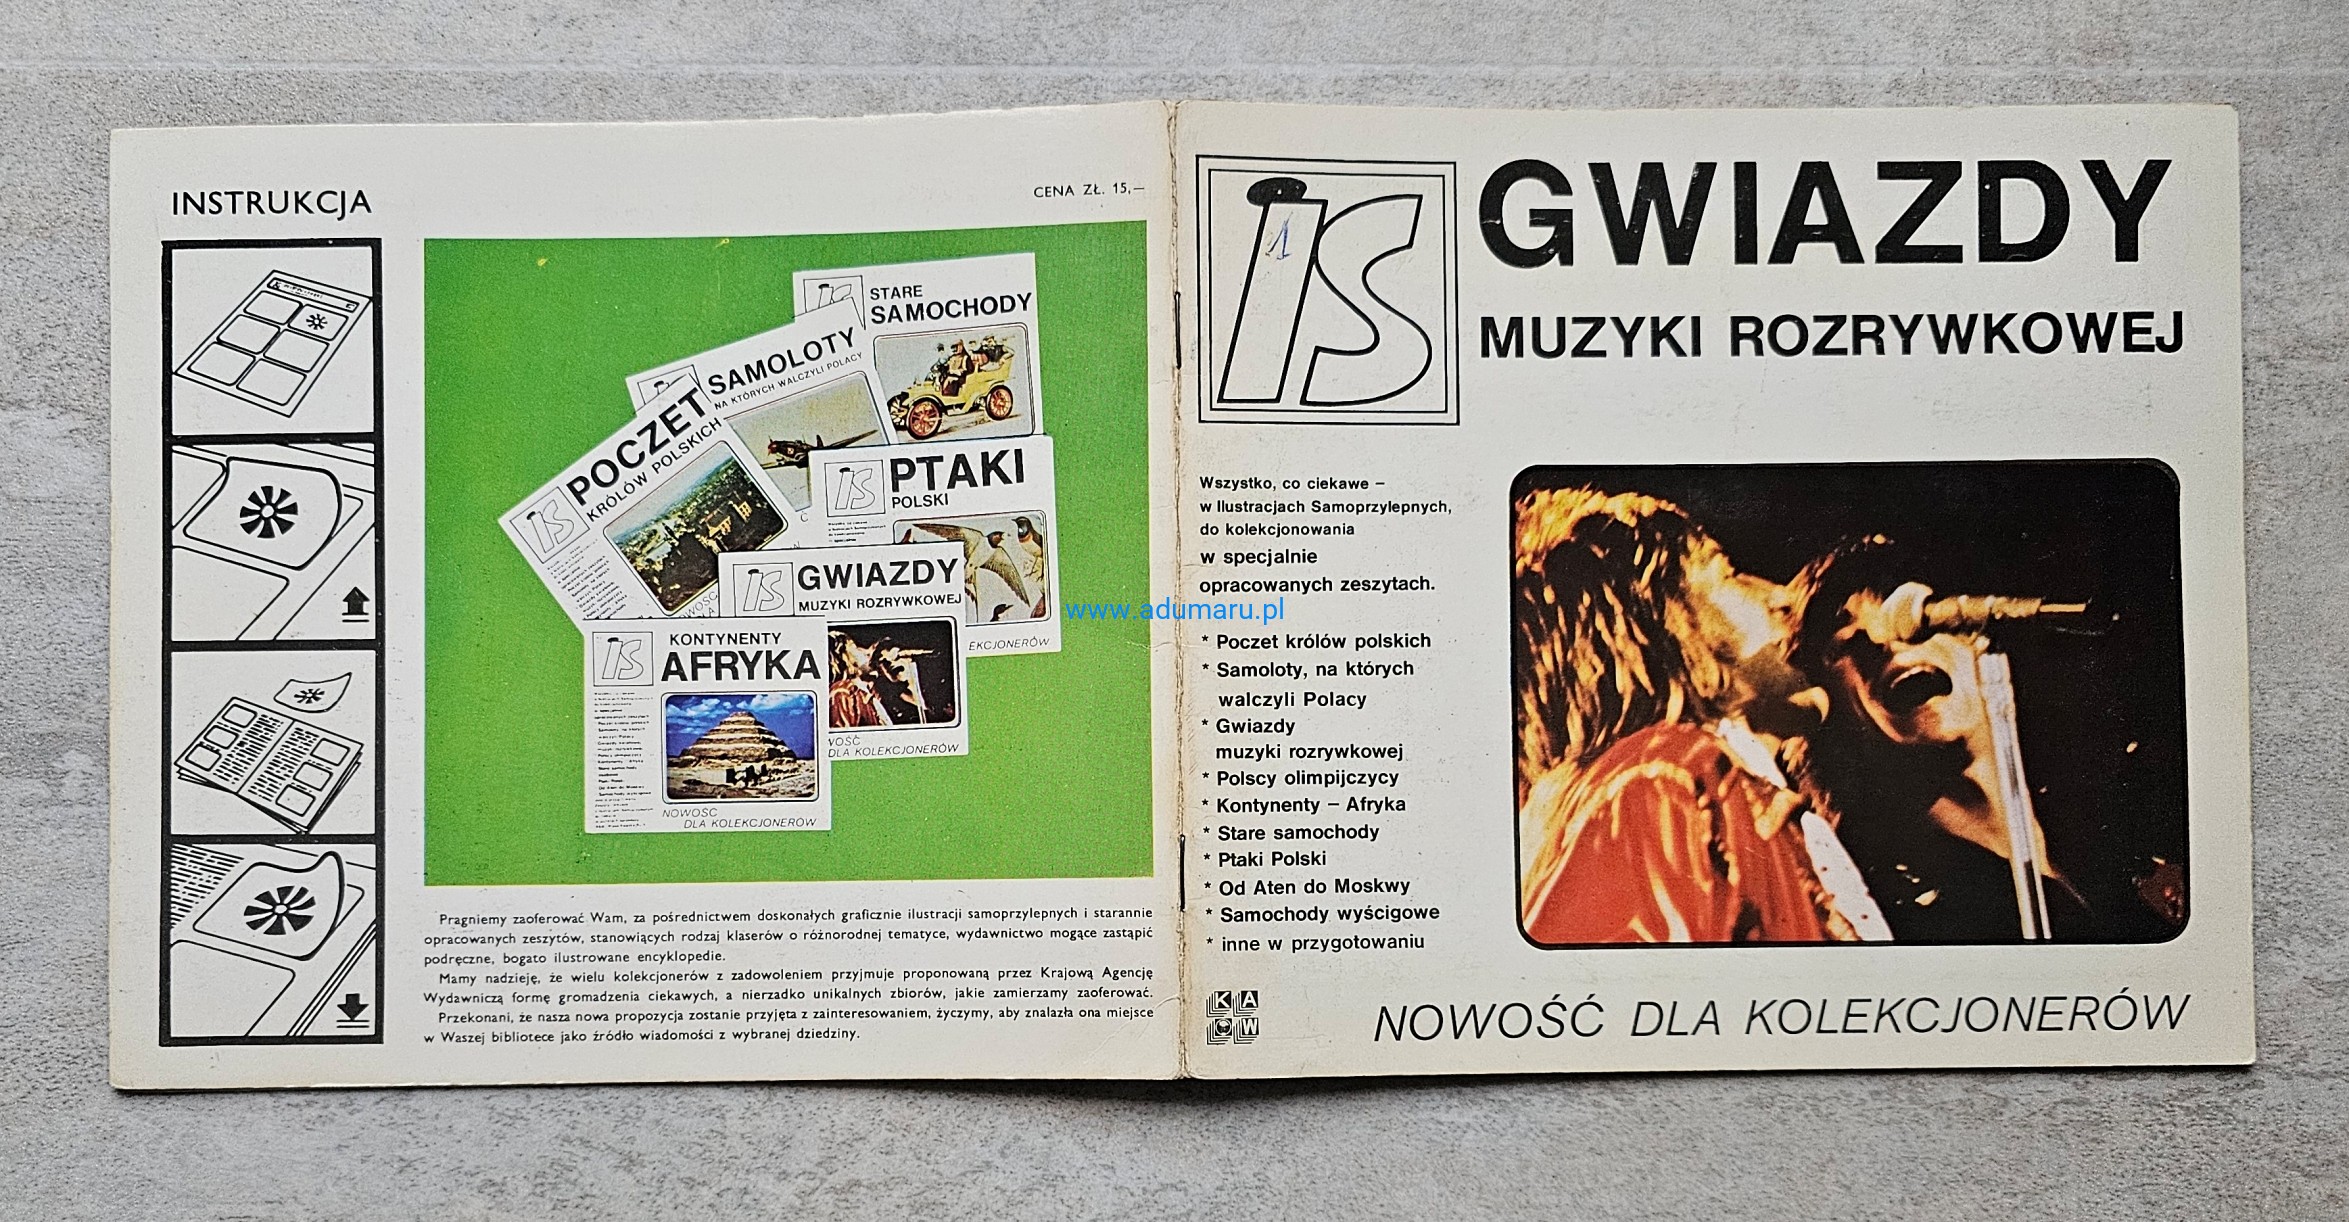 INSTRUKCJA
CENA ZŁ. 15,—
STARE
SAMOCHODY
SAMOLOTY
NA KTÓRYCH WALCZYLI POLACY
POCZET
KRÓLÓW POLSKICH
PTAKI
POLSKI
GWIAZDY
MUZYKI ROZRYWKOWEJ
KONTYNENTY
AFRYKA
NOWOŚĆ
DLA KOLEKCJONERÓW
DLA KOLEKCJONERÓW
Pragniemy zaoferować Wam, za pośrednictwem doskonałych graficznie ilustracji samoprzylepnych i starannie
opracowanych zeszytów, stanowiących rodzaj klaserów o różnorodnej tematyce, wydawnictwo mogące zastąpić
podręczne, bogato ilustrowane encyklopedie.
Mamy nadzieję, że wielu kolekcjonerów z zadowoleniem przyjmuje proponowaną przez Krajową Agencję
Wydawniczą formę gromadzenia ciekawych, a nierzadko unikalnych zbiorów, jakie zamierzamy zaoferować.
Przekonani, że nasza nowa propozycja zostanie przyjęta z zainteresowaniem, życzymy, aby znalazła ona miejsce
w Waszej bibliotece jako źródło wiadomości z wybranej dziedziny.
www.adumaru.pl
iS
1
GWIAZDY
MUZYKI ROZRYWKOWEJ
Wszystko, co ciekawe –
w Ilustracjach Samoprzylepnych,
do kolekcjonowania
w specjalnie
opracowanych zeszytach.
* Poczet królów polskich
* Samoloty, na których
walczyli Polacy
* Gwiazdy
muzyki rozrywkowej
* Polscy olimpijczycy
* Kontynenty – Afryka
* Stare samochody
* Ptaki Polski
* Od Aten do Moskwy
* Samochody wyścigowe
* inne w przygotowaniu
KAW
NOWOŚĆ DLA KOLEKCJONERÓW